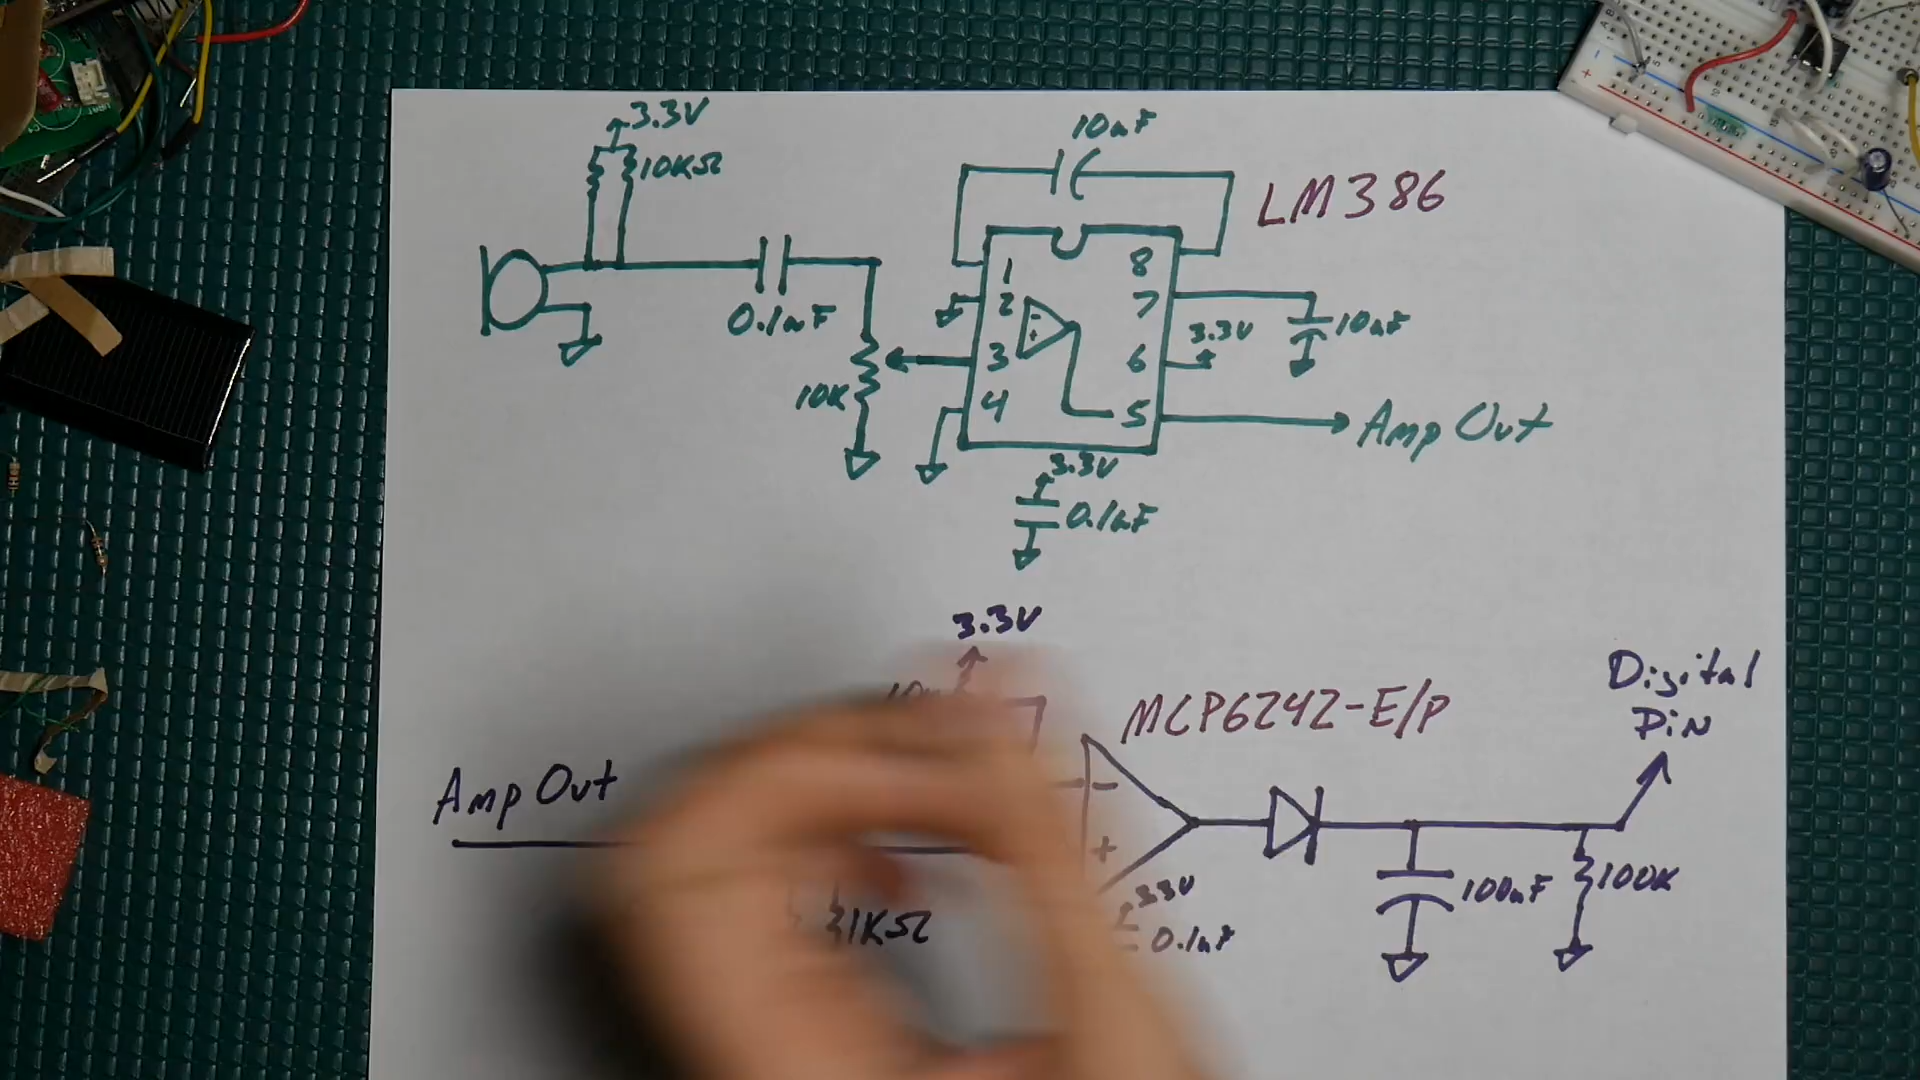 3.3V
10KΩ
10uF
LM386
0.1uF
10K
1
2
3
4
8
7
6
5
-
+
3.3V
10uF
Amp Out
3.3V
0.1uF
3.3V
MCP6242-E/P
Digital
Pin
Amp Out
-
+
1KΩ
3.3V
0.1uF
100uF
100K